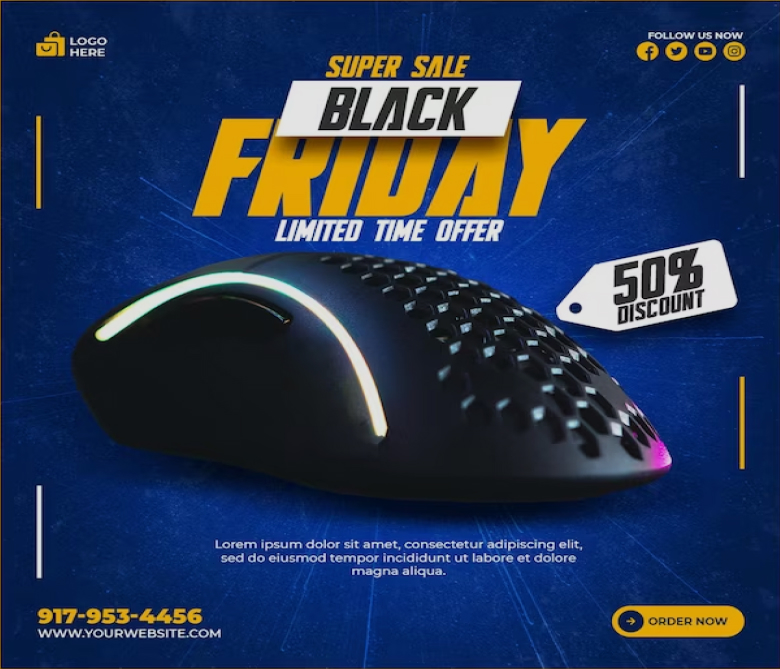 LOGO
HERE
FOLLOW US NOW
SUPER SALE
BLACK
FRIDAY
LIMITED TIME OFFER
50%
DISCOUNT
Lorem ipsum dolor sit amet, consectetur adipiscing elit,
sed do eiusmod tempor incididunt ut labore et dolore
magna aliqua.
917-953-4456
WWW.YOURWEBSITE.COM
ORDER NOW